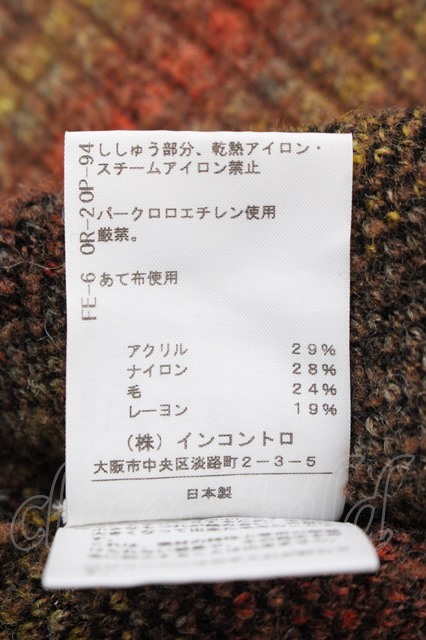 ししゅう部分、乾熱アイロン・
スチームアイロン禁止
パークロロエチレン使用
厳禁。
あて布使用
FE-6 OR-20P-94
アクリル 29%
ナイロン 28%
毛 24%
レーヨン 19%
（株）インコントロ
大阪市中央区淡路町2-3-5
日本製